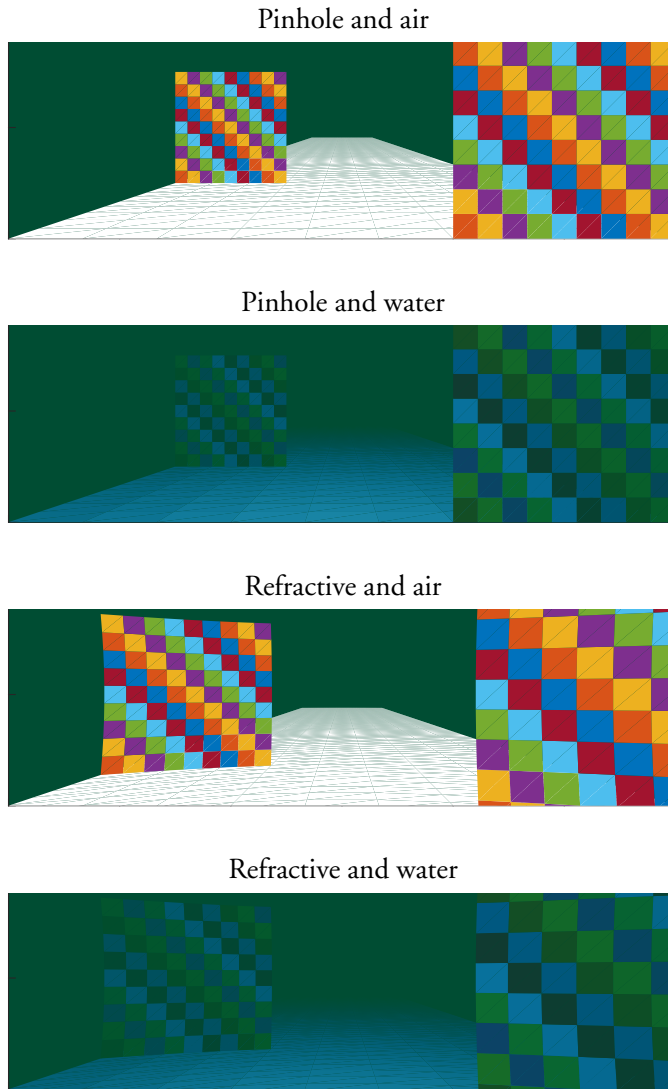 Pinhole and air
Pinhole and water
Refractive and air
Refractive and water